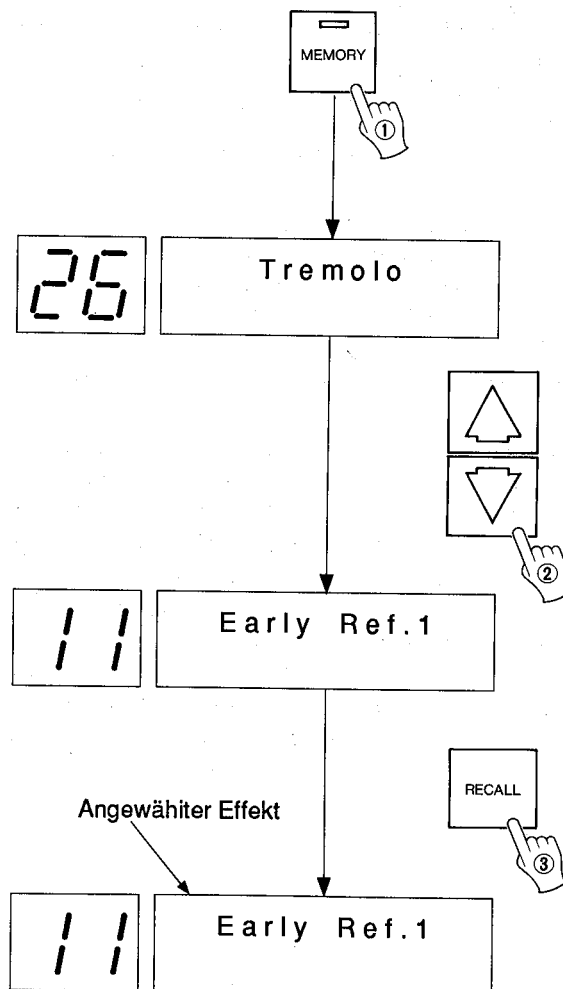 MEMORY
①
26
Tremolo
②
11
Early Ref.1
Angewähiter Effekt
RECALL
③
11
Early Ref.1